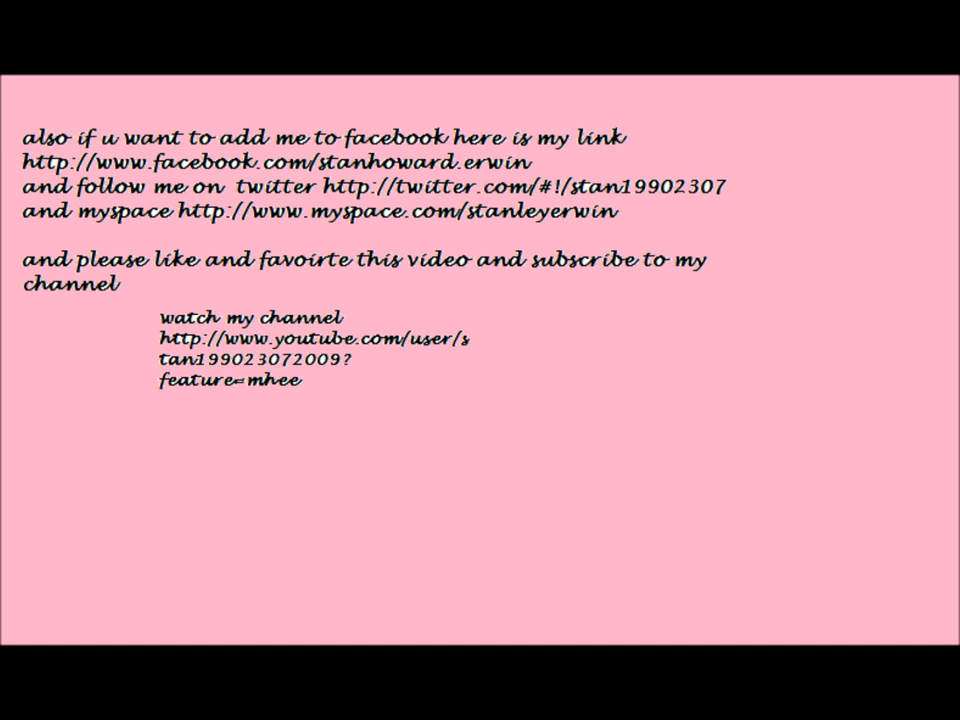 also if u want to add me to facebook here is my link
http://www.facebook.com/stanhoward.erwin
and follow me on twitter http://twitter.com/#!/stan19902307
and myspace http://www.myspace.com/stanleyerwin
and please like and favoirte this video and subscribe to my
channel
watch my channel
http://www.youtube.com/user/s
tan199023072009?
feature=mhee